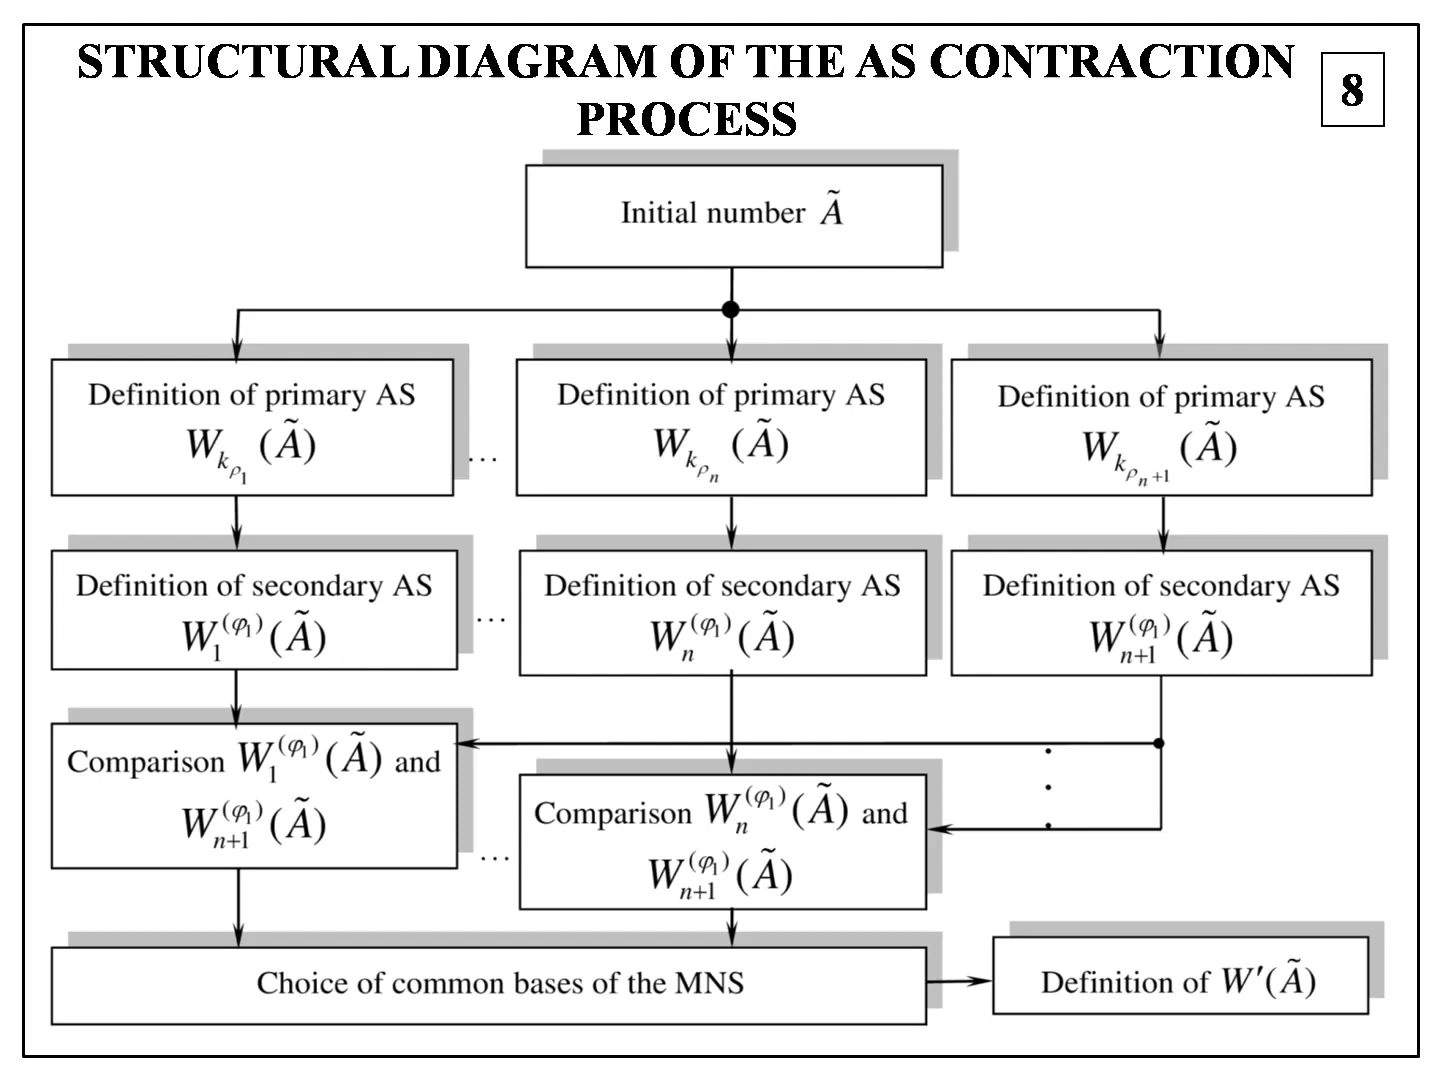 STRUCTURAL DIAGRAM OF THE AS CONTRACTION
PROCESS
8
Initial number Ã
Definition of primary AS
W_{k_{ρ_1}} (Ã)
...
Definition of primary AS
W_{k_{ρ_n}} (Ã)
Definition of primary AS
W_{k_{ρ_{n+1}}} (Ã)
Definition of secondary AS
W_1^{(φ_1)}(Ã)
...
Definition of secondary AS
W_n^{(φ_1)}(Ã)
Definition of secondary AS
W_{n+1}^{(φ_1)}(Ã)
Comparison W_1^{(φ_1)}(Ã) and
W_{n+1}^{(φ_1)}(Ã)
...
Comparison W_n^{(φ_1)}(Ã) and
W_{n+1}^{(φ_1)}(Ã)
Choice of common bases of the MNS
Definition of W′(Ã)